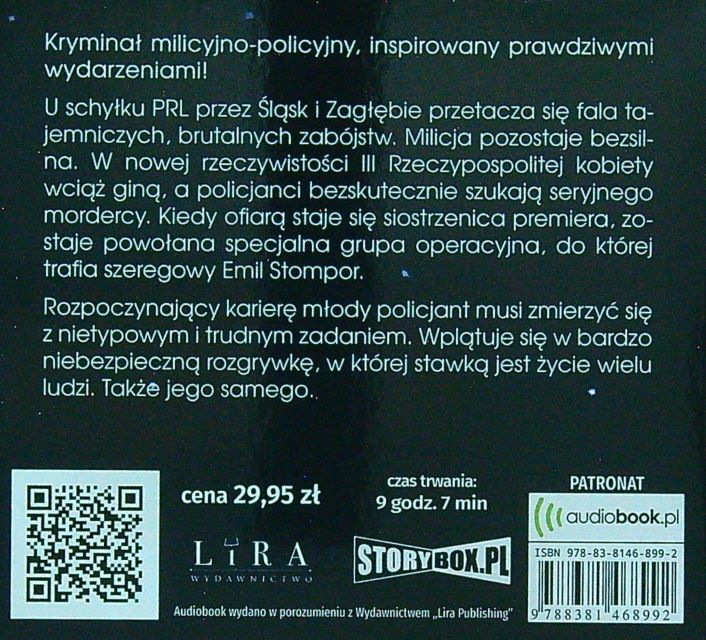 Kryminał milicyjno-policyjny, inspirowany prawdziwymi
wydarzeniami!
U schyłku PRL przez Śląsk i Zagłębie przetacza się fala ta-
jemniczych, brutalnych zabójstw. Milicja pozostaje bezsil-
na. W nowej rzeczywistości III Rzeczypospolitej kobiety
wciąż giną, a policjanci bezskutecznie szukają seryjnego
mordercy. Kiedy ofiarą staje się siostrzenica premiera, zo-
staje powołana specjalna grupa operacyjna, do której
trafia szeregowy Emil Stompor.
Rozpoczynający karierę młody policjant musi zmierzyć się
z nietypowym i trudnym zadaniem. Wplątuje się w bardzo
niebezpieczną rozgrywkę, w której stawką jest życie wielu
ludzi. Także jego samego.
cena 29,95 zł
czas trwania:
9 godz. 7 min
PATRONAT
audiobook.pl
LIRA
WYDAWNICTWO
STORYBOX.PL
ISBN 978-83-8146-899-2
9 788381 468992
Audiobook wydano w porozumieniu z Wydawnictwem „Lira Publishing"